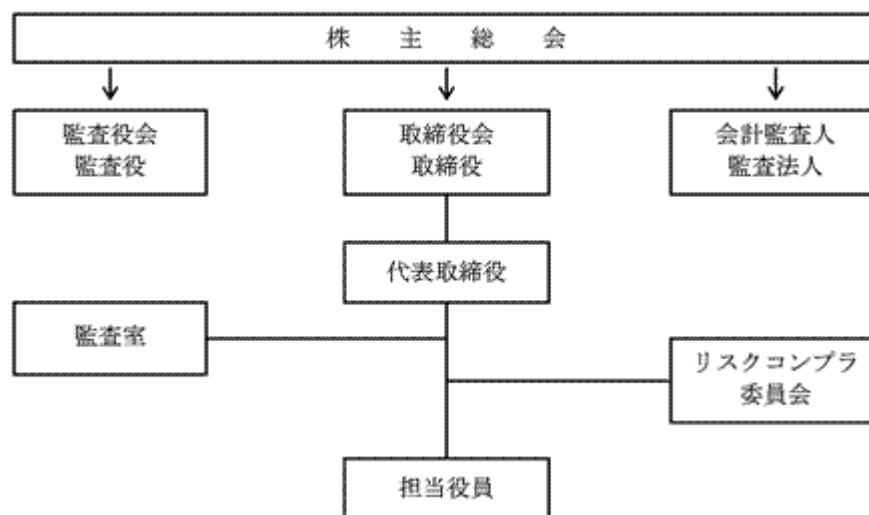 株主総会
監査役会
監査役
取締役会
取締役
会計監査人
監査法人
代表取締役
監査室
リスクコンプラ
委員会
担当役員